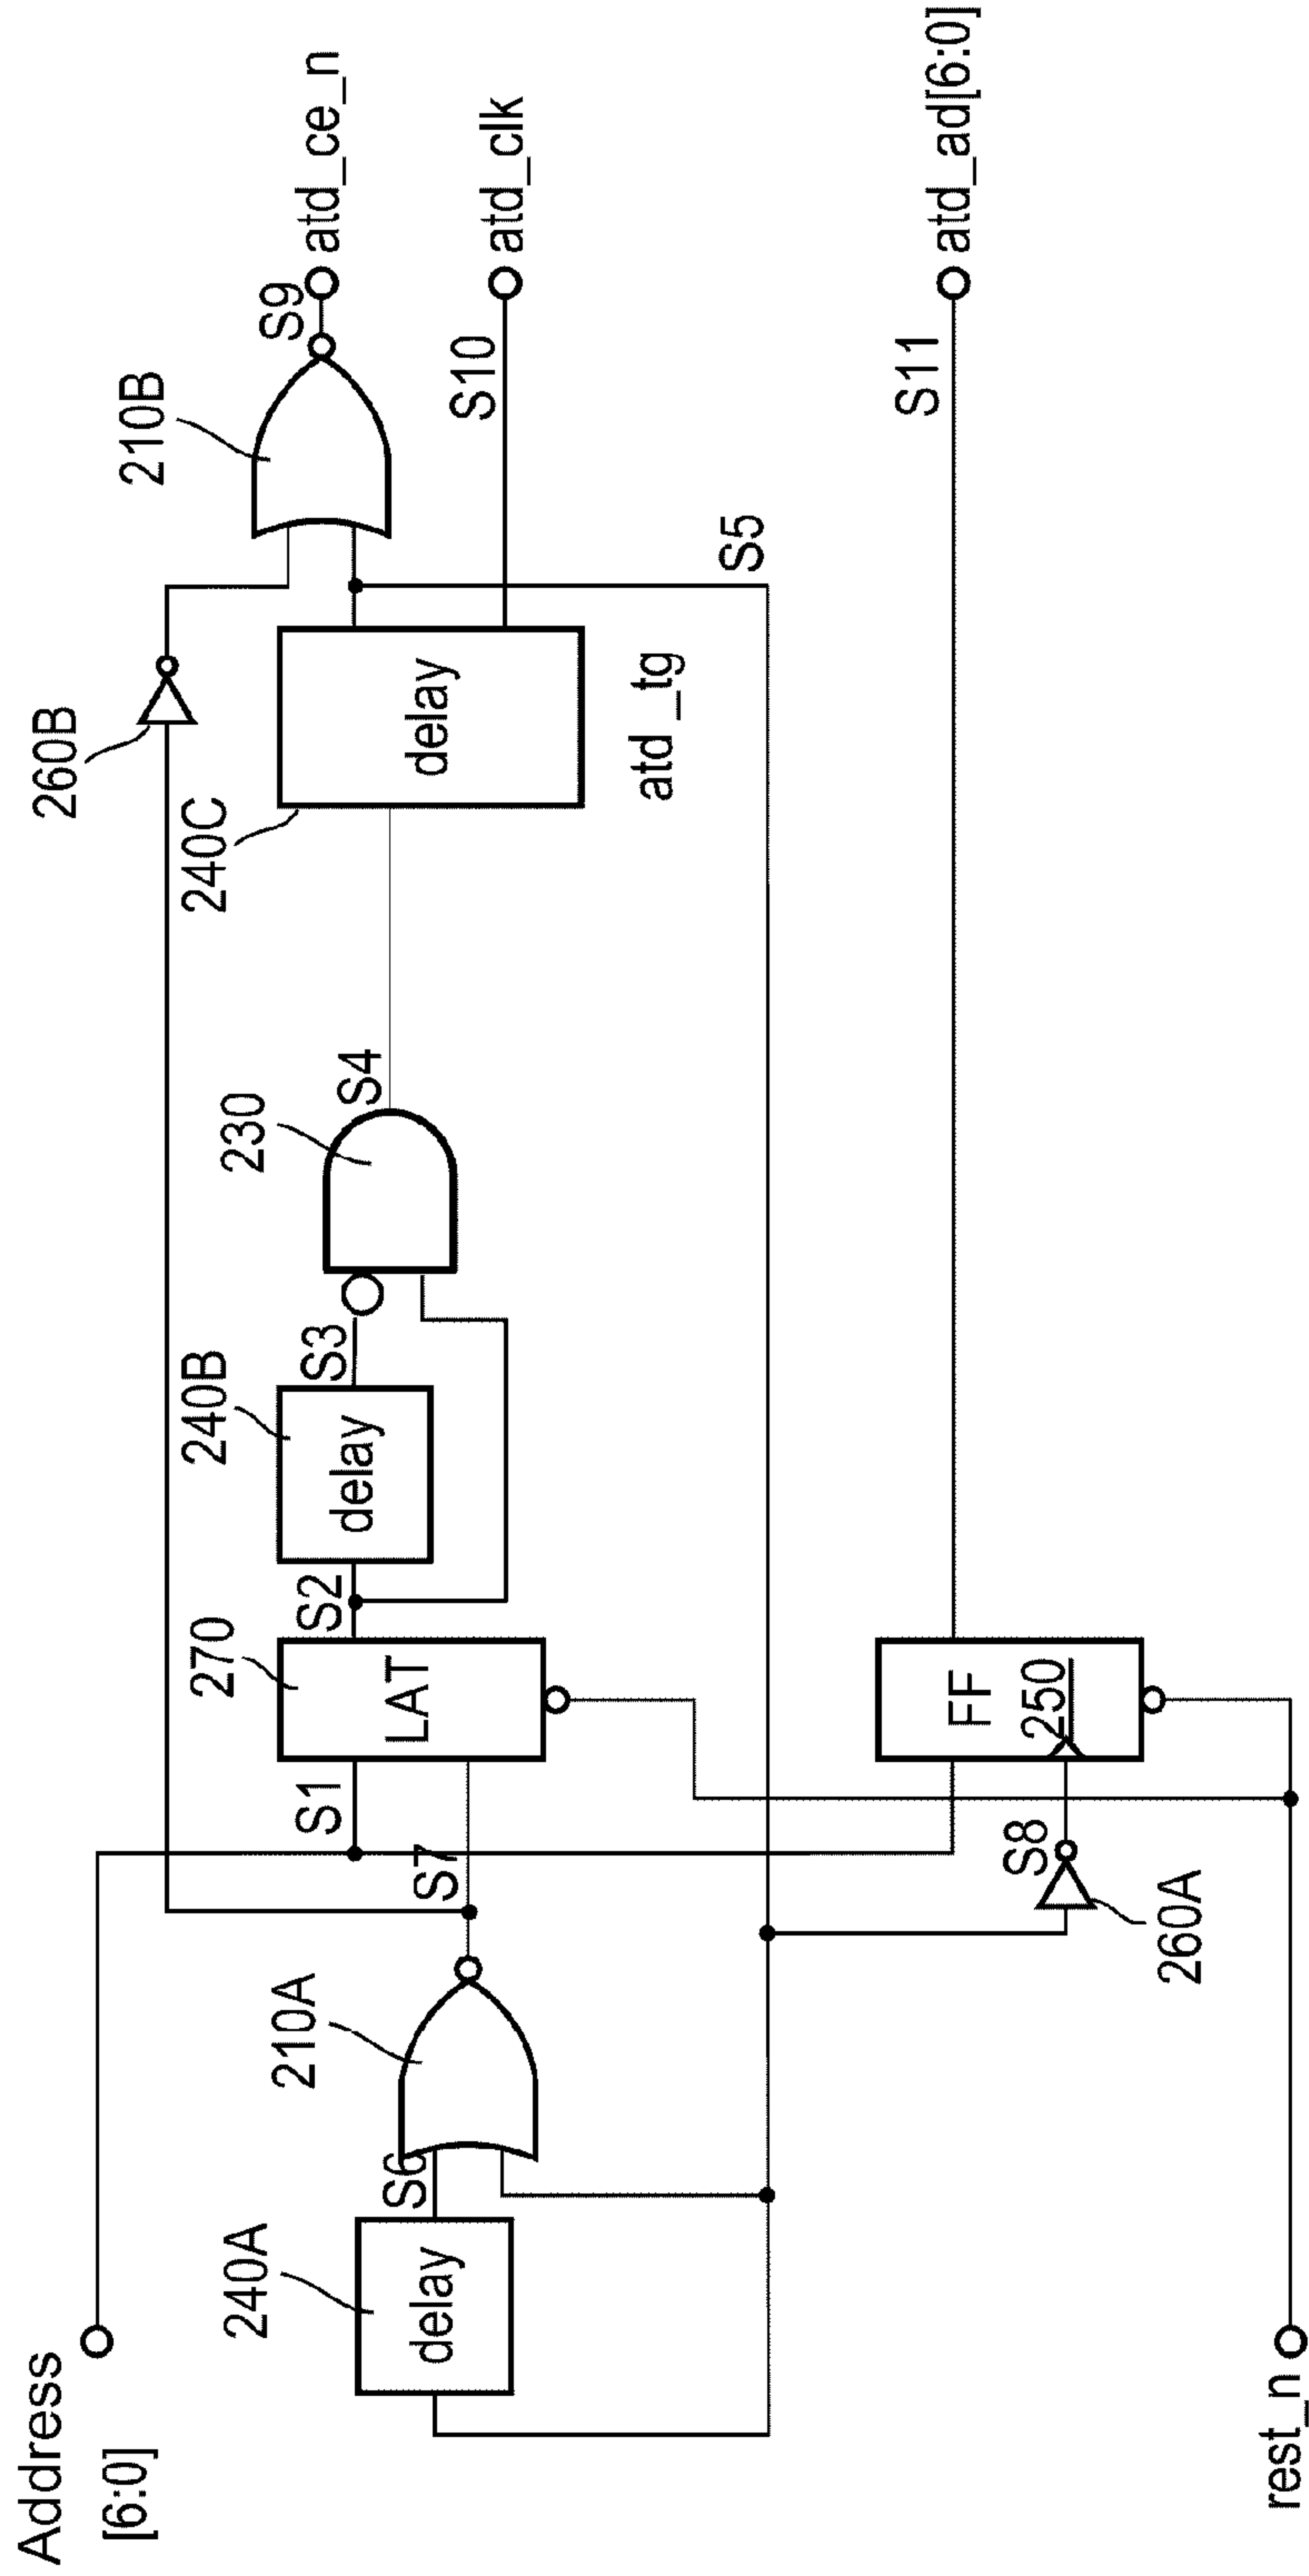 Address
[6:0]
240A
delay
S6
210A
S7
S1
270
LAT
S2
240B
delay
S3
230
S4
260B
240C
delay
atd_tg
S5
210B
S9
atd_ce_n
S10
atd_clk
rest_n
260A
S8
FF
250
S11
atd_ad[6:0]